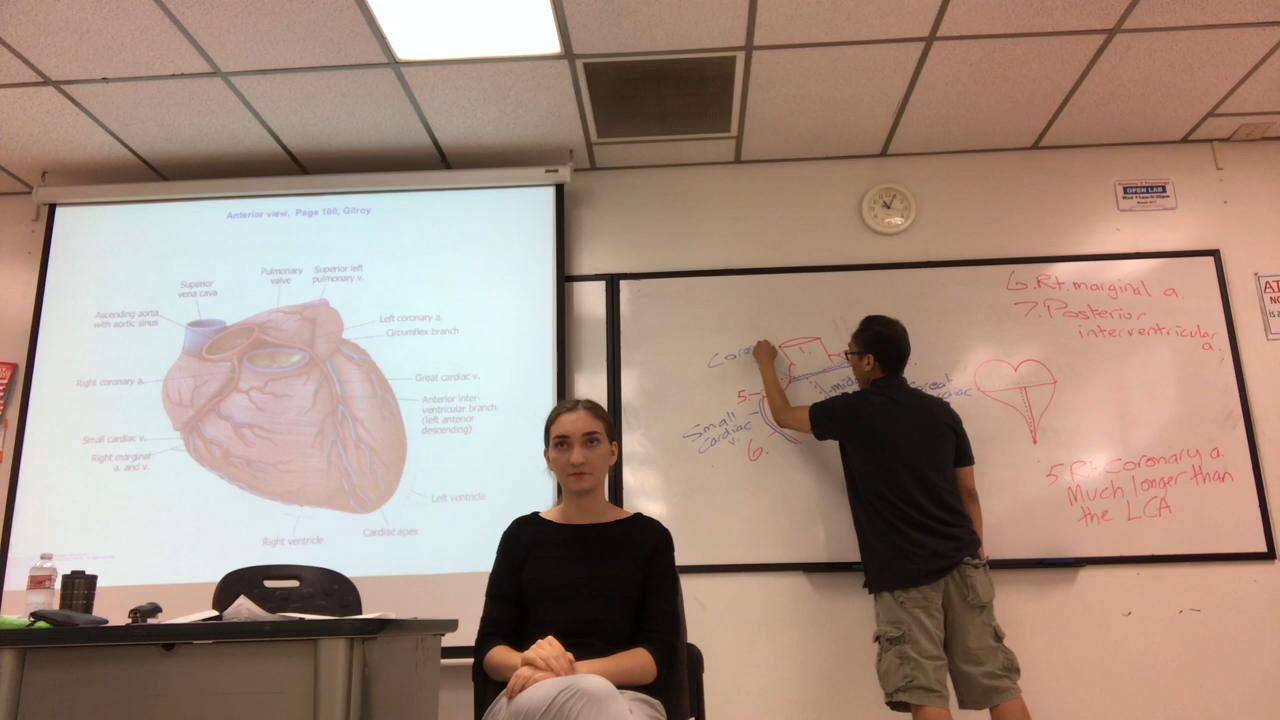 Anterior view. Page 100, Gilroy
Superior
vena cava
Pulmonary
valve
Superior left
pulmonary v.
Ascending aorta
with aortic sinus
Left coronary a.
Circumflex branch
Right coronary a.
Great cardiac v.
Anterior inter-
ventricular branch
(left anterior
descending)
Small cardiac v.
Right marginal
a. and v.
Left ventricle
Cardiac apex
Right ventricle
OPEN LAB
6. Rt. marginal a.
7. Posterior
interventricular
a.
1
5.
Small
cardiac
v.
6.
Great
cardiac
5 Rt. Coronary a.
Much longer than
the LCA